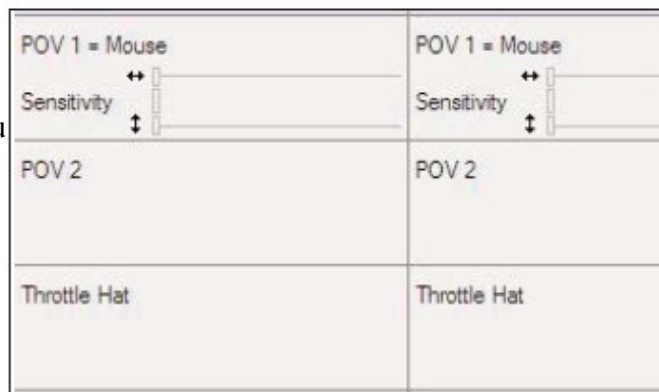 POV 1 = Mouse
Sensitivity
POV 2
Throttle Hat
POV 1 = Mouse
Sensitivity
POV 2
Throttle Hat